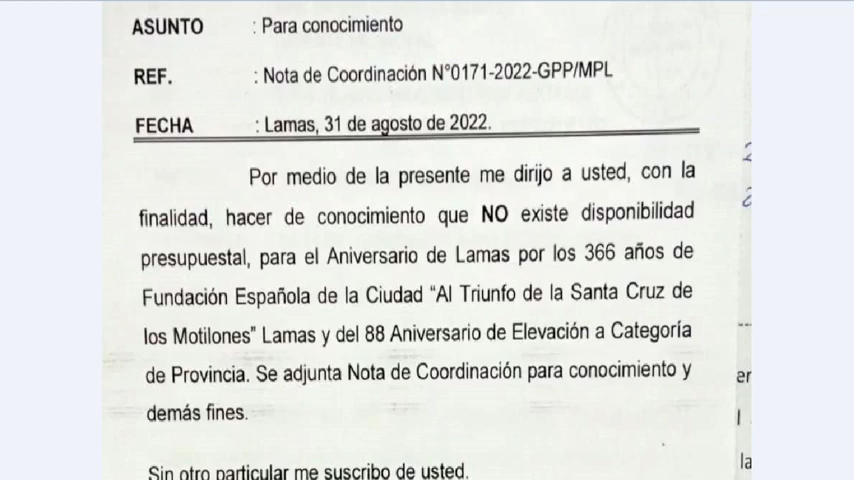 ASUNTO : Para conocimiento
REF. : Nota de Coordinación N°0171-2022-GPP/MPL
FECHA : Lamas, 31 de agosto de 2022.
Por medio de la presente me dirijo a usted, con la
finalidad, hacer de conocimiento que NO existe disponibilidad
presupuestal, para el Aniversario de Lamas por los 366 años de
Fundación Española de la Ciudad “Al Triunfo de la Santa Cruz de
los Motilones” Lamas y del 88 Aniversario de Elevación a Categoría
de Provincia. Se adjunta Nota de Coordinación para conocimiento y
demás fines.
Sin otro particular me suscribo de usted.
er
l
la